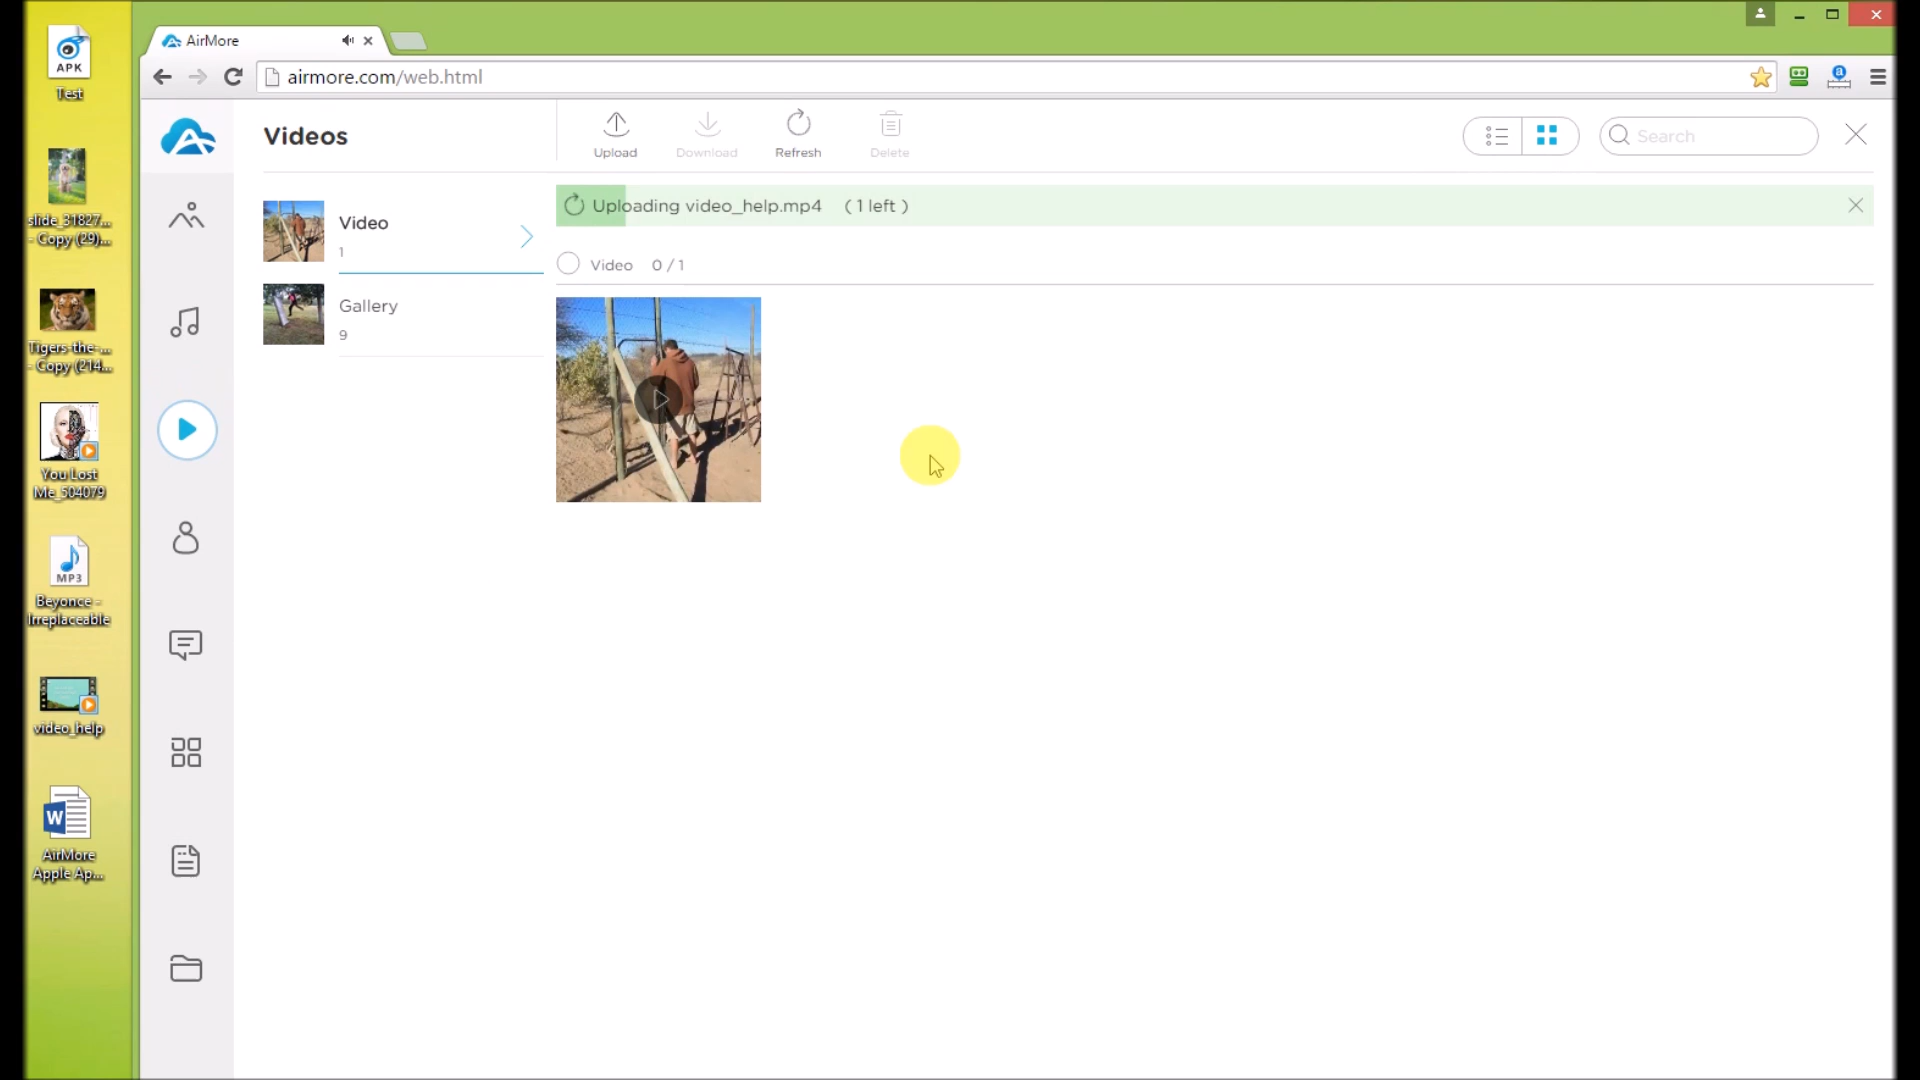 APK
Test
slide_31827...
- Copy (29)...
Tigers-the-...
- Copy (214...
You Lost
Me_504079
MP3
Beyonce -
Irreplaceable
video_help
W
AirMore
Apple Ap...
AirMore
airmore.com/web.html
Videos
Upload
Download
Refresh
Delete
Search
Video
1
Gallery
9
Uploading video_help.mp4 ( 1 left )
Video 0 / 1